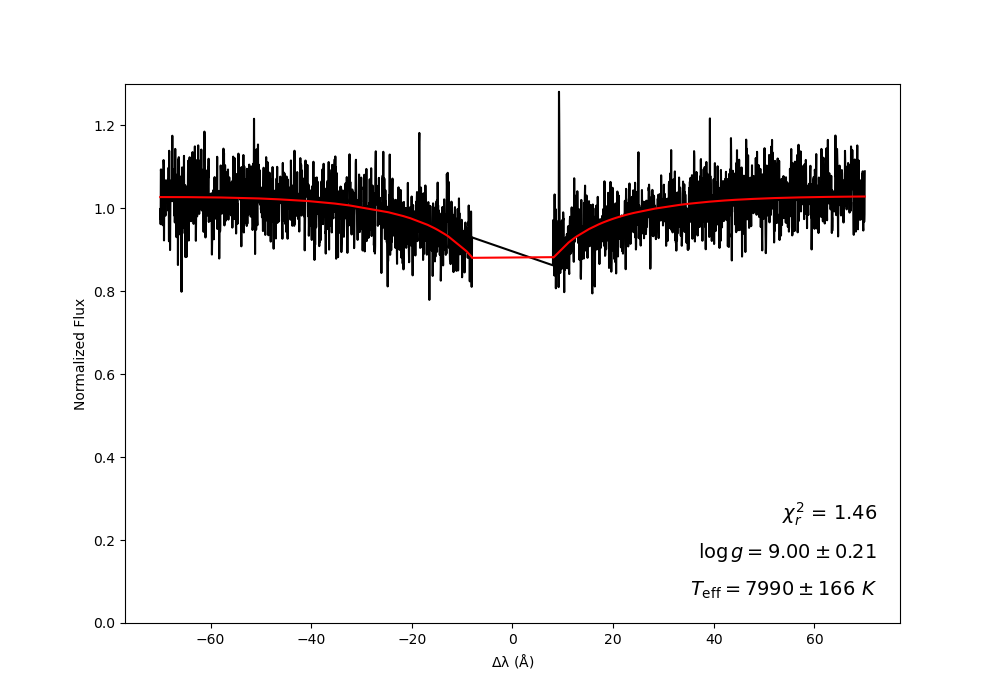 1.2
1.0
0.8
0.6
0.4
0.2
0.0
Normalized Flux
χ²ᵣ = 1.46
log g = 9.00 ± 0.21
T_eff = 7990 ± 166 K
−60 −40 −20 0 20 40 60
Δλ (Å)